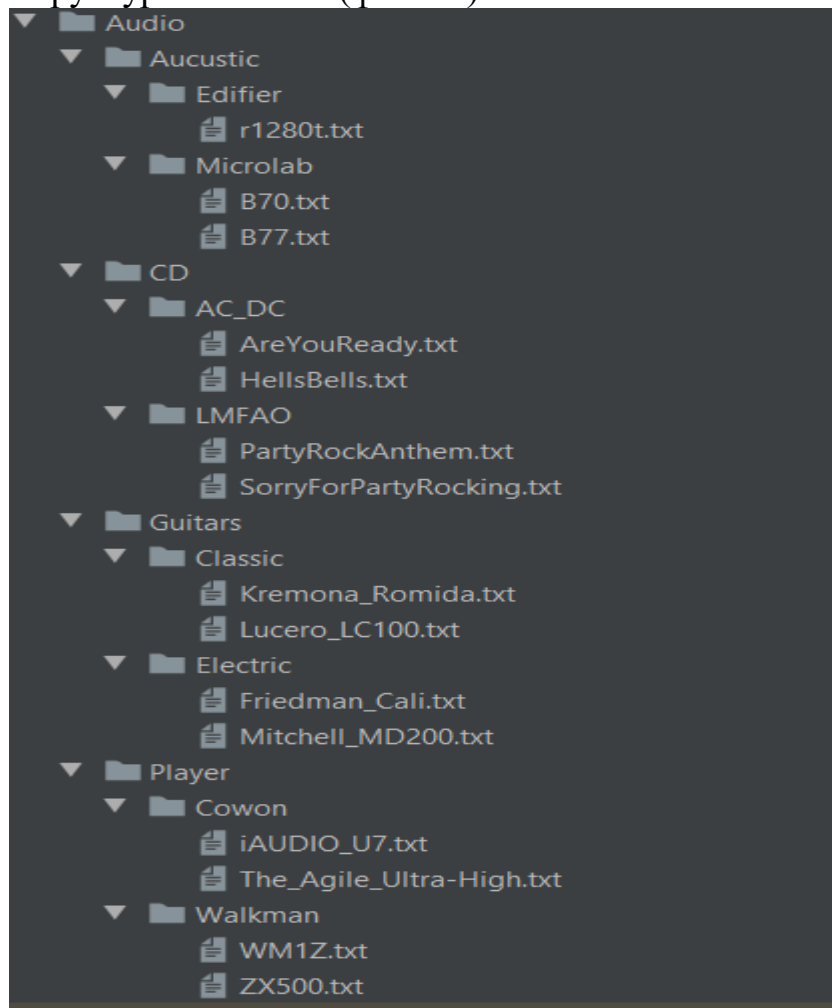 Audio
Aucustic
Edifier
r1280t.txt
Microlab
B70.txt
B77.txt
CD
AC_DC
AreYouReady.txt
HellsBells.txt
LMFAO
PartyRockAnthem.txt
SorryForPartyRocking.txt
Guitars
Classic
Kremona_Romida.txt
Lucero_LC100.txt
Electric
Friedman_Cali.txt
Mitchell_MD200.txt
Player
Cowon
iAUDIO_U7.txt
The_Agile_Ultra-High.txt
Walkman
WM1Z.txt
ZX500.txt